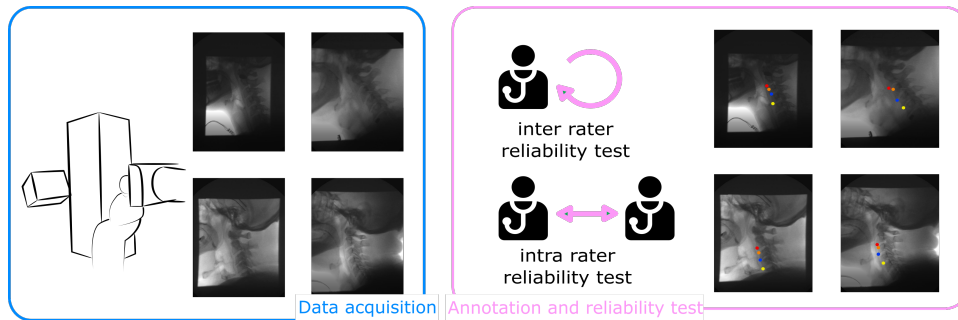 inter rater
reliability test
intra rater
reliability test
Data acquisition
Annotation and reliability test